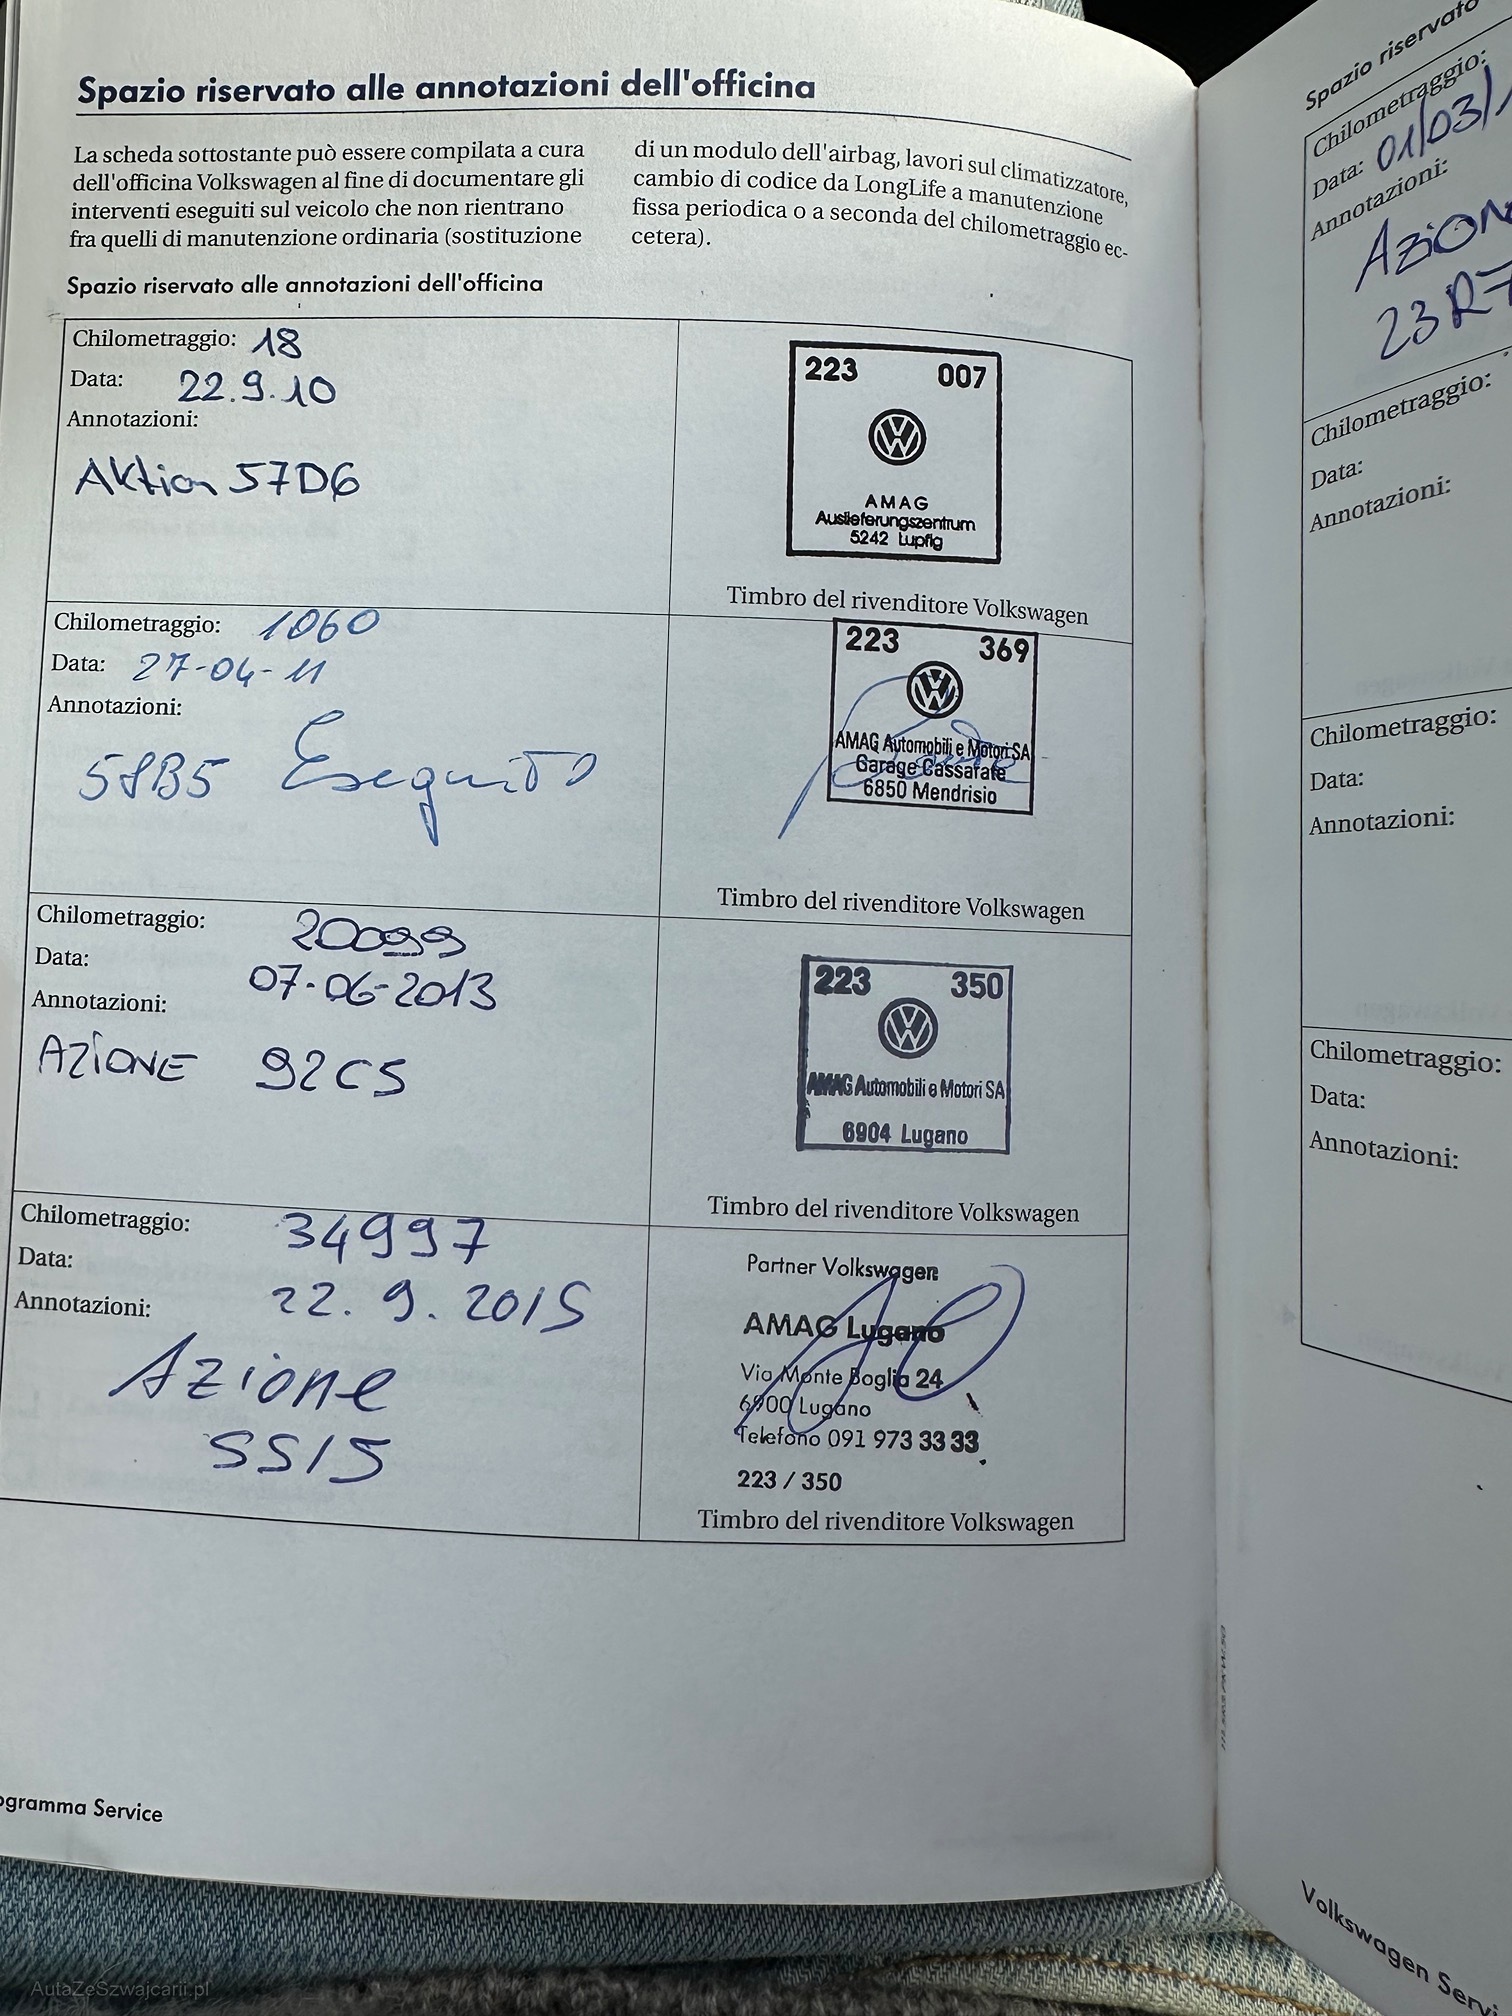 Spazio riservato alle annotazioni dell'officina
La scheda sottostante può essere compilata a cura
dell'officina Volkswagen al fine di documentare gli
interventi eseguiti sul veicolo che non rientrano
fra quelli di manutenzione ordinaria (sostituzione
di un modulo dell'airbag, lavori sul climatizzatore,
cambio di codice da LongLife a manutenzione
fissa periodica o a seconda del chilometraggio ec-
cetera).
Spazio riservato alle annotazioni dell'officina
Chilometraggio: 18
Data: 22.9.10
Annotazioni:
Aktion 57D6
223 007
AMAG
Auslieferungszentrum
5242 Lupfig
Timbro del rivenditore Volkswagen
Chilometraggio: 1060
Data: 27-04-11
Annotazioni:
58B5 Eseguito
223 369
AMAG Automobili e Motori SA
Garage Cassarate
6850 Mendrisio
Timbro del rivenditore Volkswagen
Chilometraggio: 20099
Data: 07-06-2013
Annotazioni:
AZIONE 92C5
223 350
AMAG Automobili e Motori SA
6904 Lugano
Timbro del rivenditore Volkswagen
Chilometraggio: 34997
Data: 22.9.2015
Annotazioni:
Azione
SS15
Partner Volkswagen
AMAG Lugano
Via Monte Boglia 24
6900 Lugano
Telefono 091 973 33 33
223 / 350
Timbro del rivenditore Volkswagen
Service
Spazio riservato
Chilometraggio:
Data: 01/03/
Annotazioni:
23R7
Chilometraggio:
Data:
Annotazioni:
Chilometraggio:
Data:
Annotazioni:
Chilometraggio:
Data:
Annotazioni:
Volkswagen
AutaZeSzwajcarii.pl